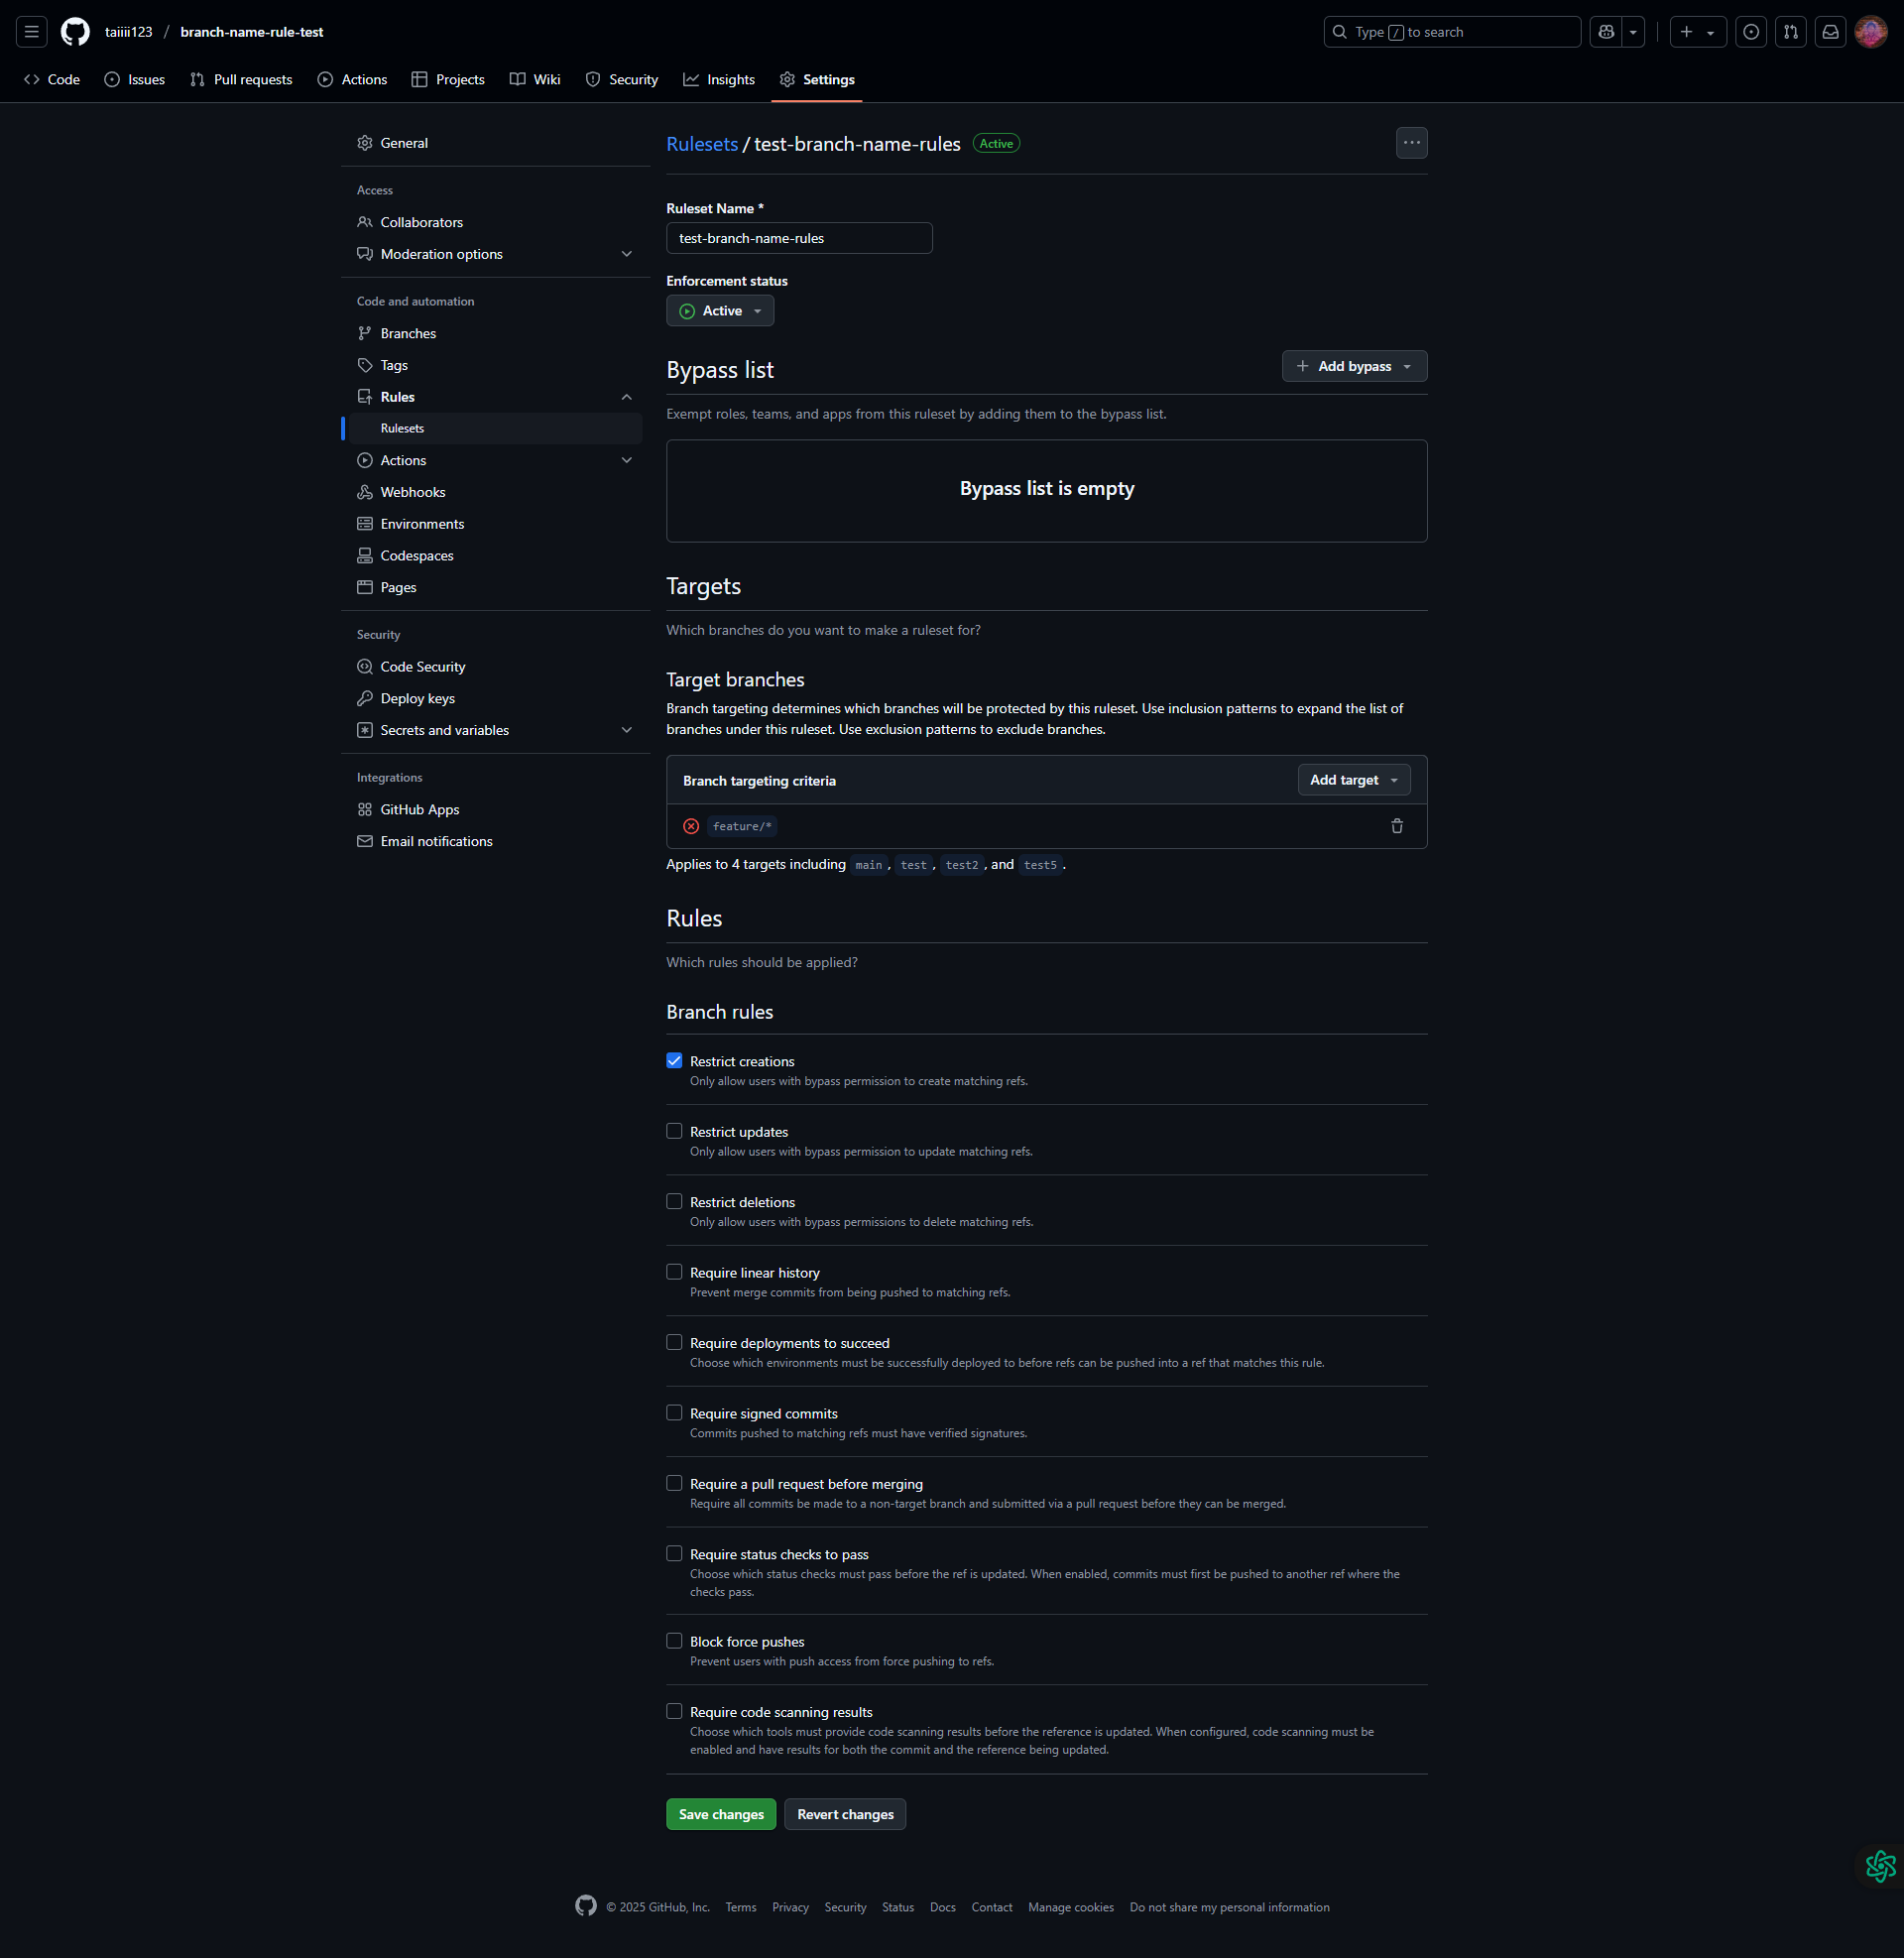 taiiii123 / branch-name-rule-test
Type / to search
Code
Issues
Pull requests
Actions
Projects
Wiki
Security
Insights
Settings
General
Access
Collaborators
Moderation options
Code and automation
Branches
Tags
Rules
Rulesets
Actions
Webhooks
Environments
Codespaces
Pages
Security
Code Security
Deploy keys
Secrets and variables
Integrations
GitHub Apps
Email notifications
Rulesets / test-branch-name-rules Active
Ruleset Name *
test-branch-name-rules
Enforcement status
Active
Bypass list
Add bypass
Exempt roles, teams, and apps from this ruleset by adding them to the bypass list.
Bypass list is empty
Targets
Which branches do you want to make a ruleset for?
Target branches
Branch targeting determines which branches will be protected by this ruleset. Use inclusion patterns to expand the list of
branches under this ruleset. Use exclusion patterns to exclude branches.
Branch targeting criteria
Add target
feature/*
Applies to 4 targets including main, test, test2, and test5.
Rules
Which rules should be applied?
Branch rules
Restrict creations
Only allow users with bypass permission to create matching refs.
Restrict updates
Only allow users with bypass permission to update matching refs.
Restrict deletions
Only allow users with bypass permissions to delete matching refs.
Require linear history
Prevent merge commits from being pushed to matching refs.
Require deployments to succeed
Choose which environments must be successfully deployed to before refs can be pushed into a ref that matches this rule.
Require signed commits
Commits pushed to matching refs must have verified signatures.
Require a pull request before merging
Require all commits be made to a non-target branch and submitted via a pull request before they can be merged.
Require status checks to pass
Choose which status checks must pass before the ref is updated. When enabled, commits must first be pushed to another ref where the
checks pass.
Block force pushes
Prevent users with push access from force pushing to refs.
Require code scanning results
Choose which tools must provide code scanning results before the reference is updated. When configured, code scanning must be
enabled and have results for both the commit and the reference being updated.
Save changes
Revert changes
© 2025 GitHub, Inc.
Terms
Privacy
Security
Status
Docs
Contact
Manage cookies
Do not share my personal information